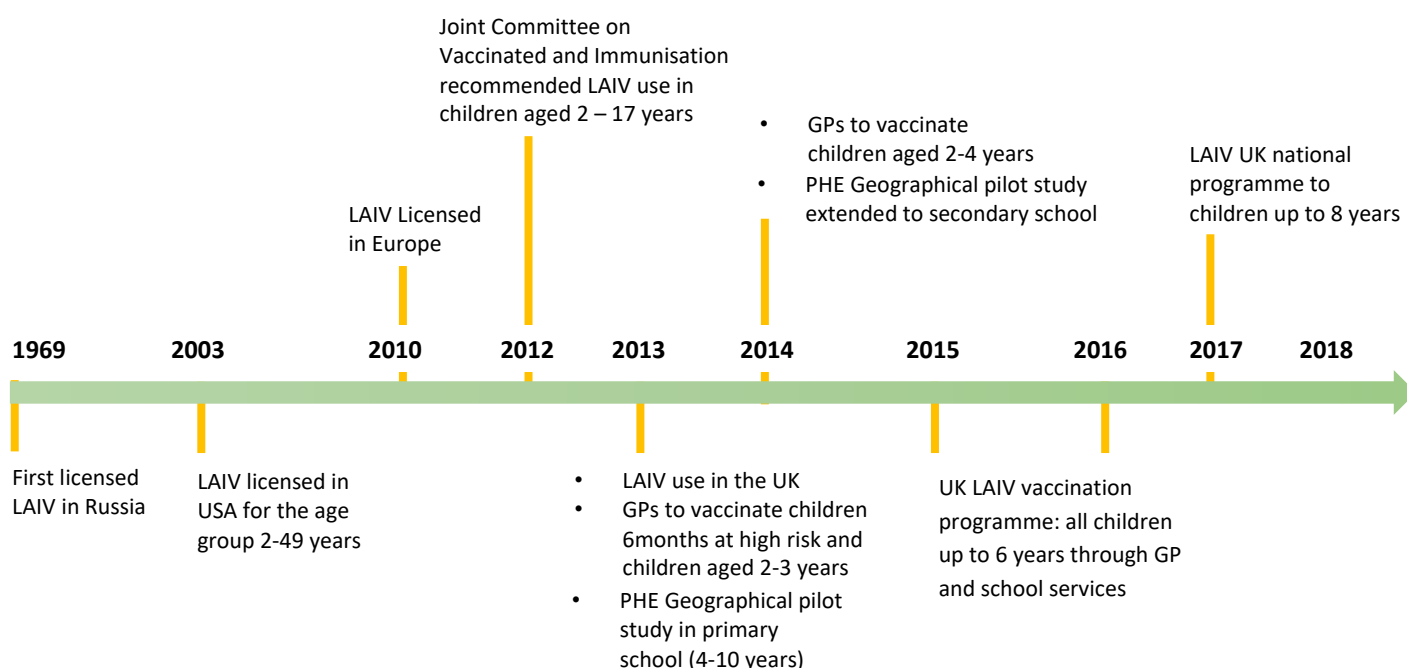 Joint Committee on
Vaccinated and Immunisation
recommended LAIV use in
children aged 2 – 17 years
• GPs to vaccinate
children aged 2-4 years
• PHE Geographical pilot study
extended to secondary school
LAIV UK national
programme to
children up to 8 years
LAIV Licensed
in Europe
1969 2003 2010 2012 2013 2014 2015 2016 2017 2018
First licensed
LAIV in Russia
LAIV licensed in
USA for the age
group 2-49 years
• LAIV use in the UK
• GPs to vaccinate children
6months at high risk and
children aged 2-3 years
• PHE Geographical pilot
study in primary
school (4-10 years)
UK LAIV vaccination
programme: all children
up to 6 years through GP
and school services